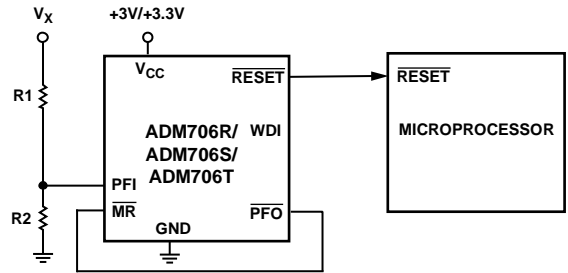 Vx
+3V/+3.3V
VCC
RESET
RESET
R1
ADM706R/
ADM706S/
ADM706T
WDI
MICROPROCESSOR
PFI
R2
MR
PFO
GND